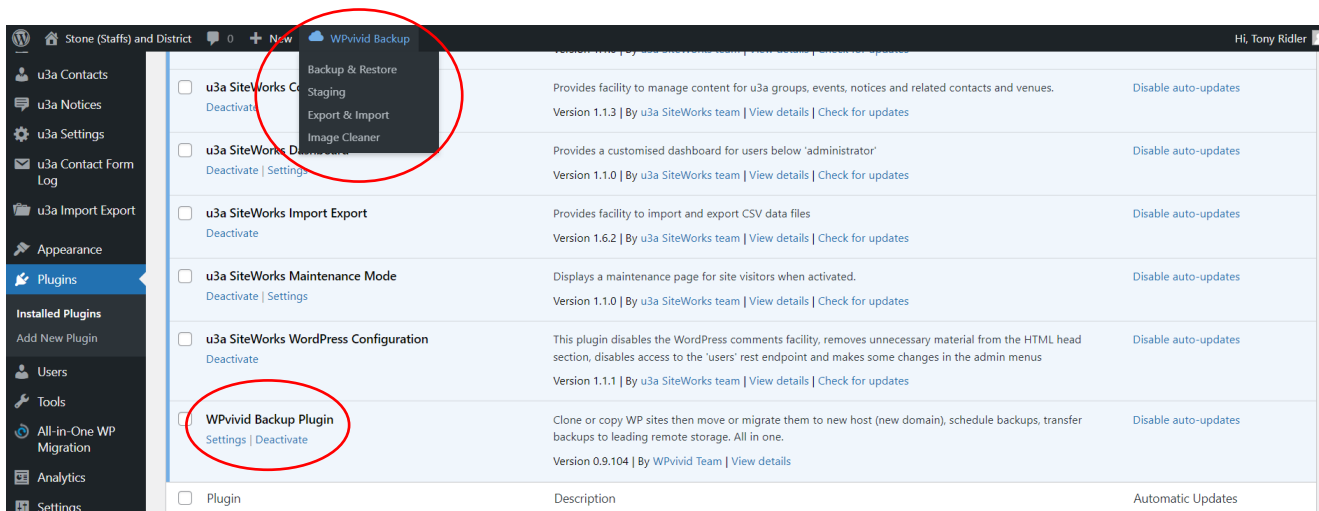 Stone (Staffs) and District 0 New WPvivid Backup Hi, Tony Ridler
u3a Contacts
u3a Notices
u3a Settings
u3a Contact Form
Log
u3a Import Export
Appearance
Plugins
Installed Plugins
Add New Plugin
Users
Tools
All-in-One WP
Migration
Analytics
Settings
Backup & Restore
Staging
Export & Import
Image Cleaner
u3a SiteWorks
Deactivate
Provides facility to manage content for u3a groups, events, notices and related contacts and venues.
Version 1.1.3 | By u3a SiteWorks team | View details | Check for updates
Disable auto-updates
u3a SiteWorks Dashboard
Deactivate | Settings
Provides a customised dashboard for users below 'administrator'
Version 1.1.0 | By u3a SiteWorks team | View details | Check for updates
Disable auto-updates
u3a SiteWorks Import Export
Deactivate
Provides facility to import and export CSV data files
Version 1.6.2 | By u3a SiteWorks team | View details | Check for updates
Disable auto-updates
u3a SiteWorks Maintenance Mode
Deactivate | Settings
Displays a maintenance page for site visitors when activated.
Version 1.1.0 | By u3a SiteWorks team | View details | Check for updates
Disable auto-updates
u3a SiteWorks WordPress Configuration
Deactivate
This plugin disables the WordPress comments facility, removes unnecessary material from the HTML head
section, disables access to the 'users' rest endpoint and makes some changes in the admin menus
Version 1.1.1 | By u3a SiteWorks team | View details | Check for updates
Disable auto-updates
WPvivid Backup Plugin
Settings | Deactivate
Clone or copy WP sites then move or migrate them to new host (new domain), schedule backups, transfer
backups to leading remote storage. All in one.
Version 0.9.104 | By WPvivid Team | View details
Disable auto-updates
Plugin Description Automatic Updates